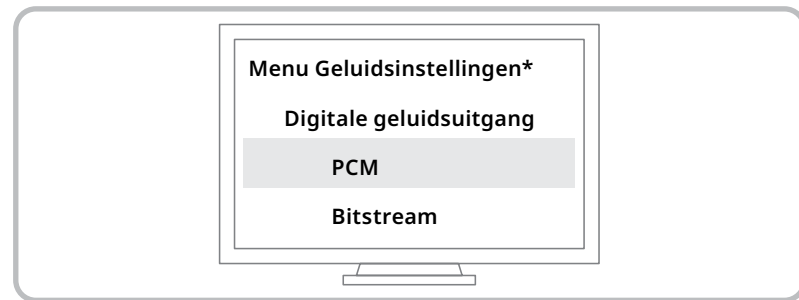 Menu Geluidsinstellingen*
Digitale geluidsuitgang
PCM
Bitstream